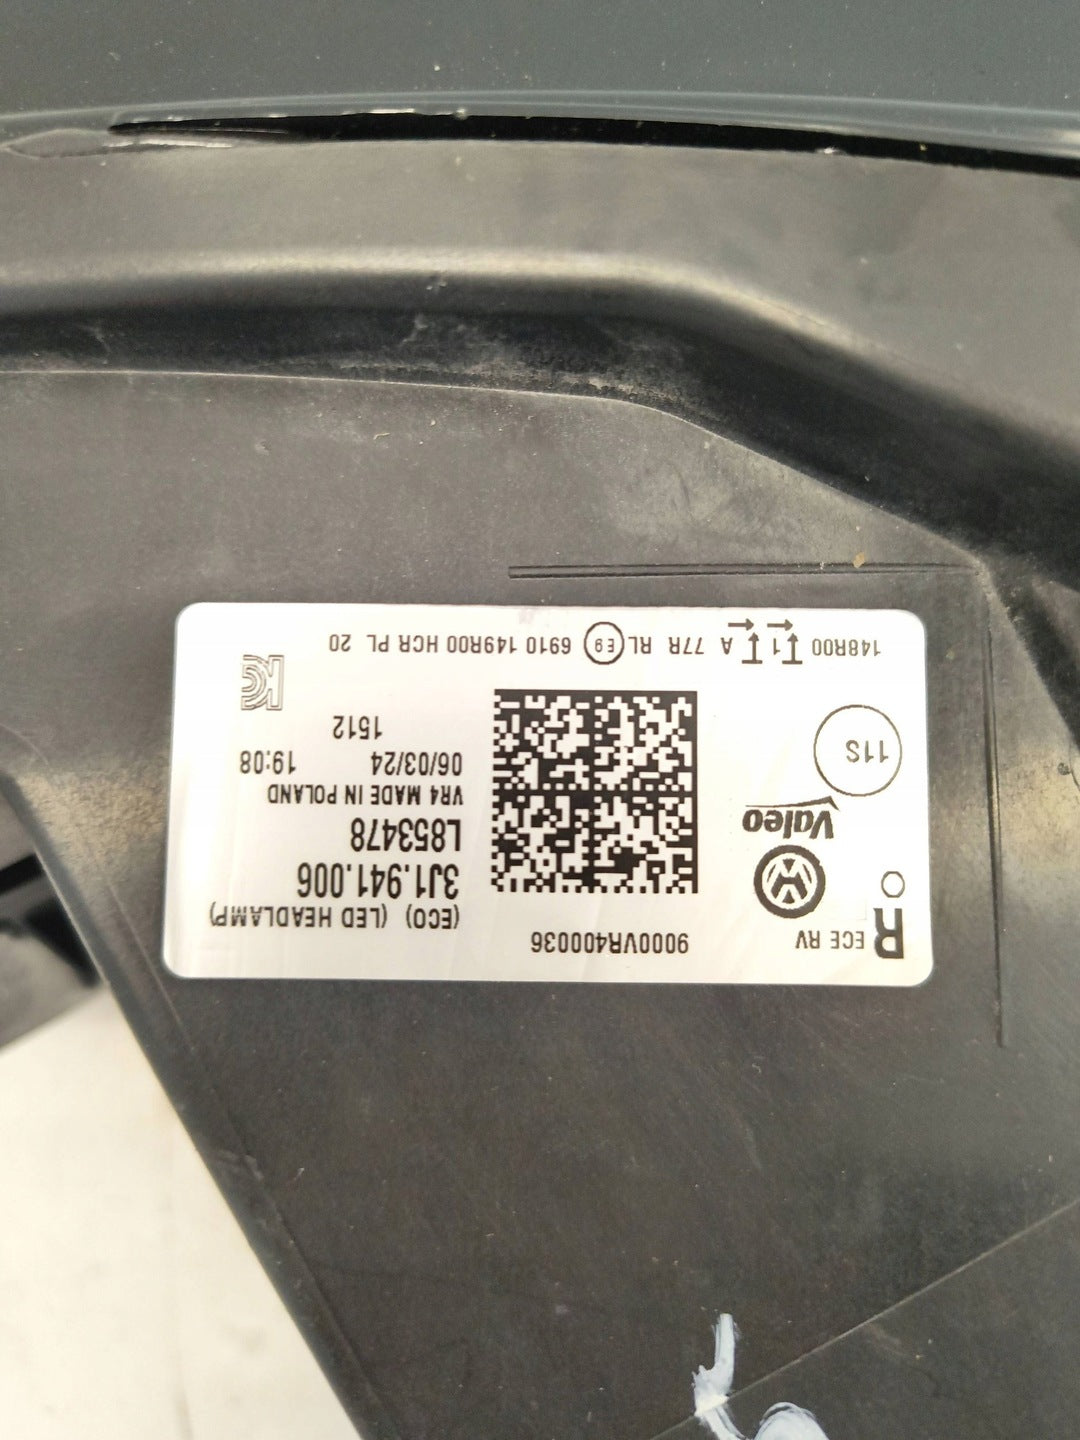 R ECE RV
9000VR400036
(ECO) (LED HEADLAMP)
3J1.941.006
L853478
VR4 MADE IN POLAND
06/03/24 19:08
1512
Valeo
11S
148R00 1 A 77R RL E9 6910 149R00 HCR PL 20